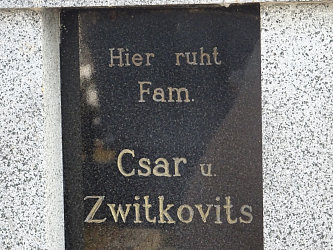 Hier ruht
Fam.
Csar u.
Zwitkovits